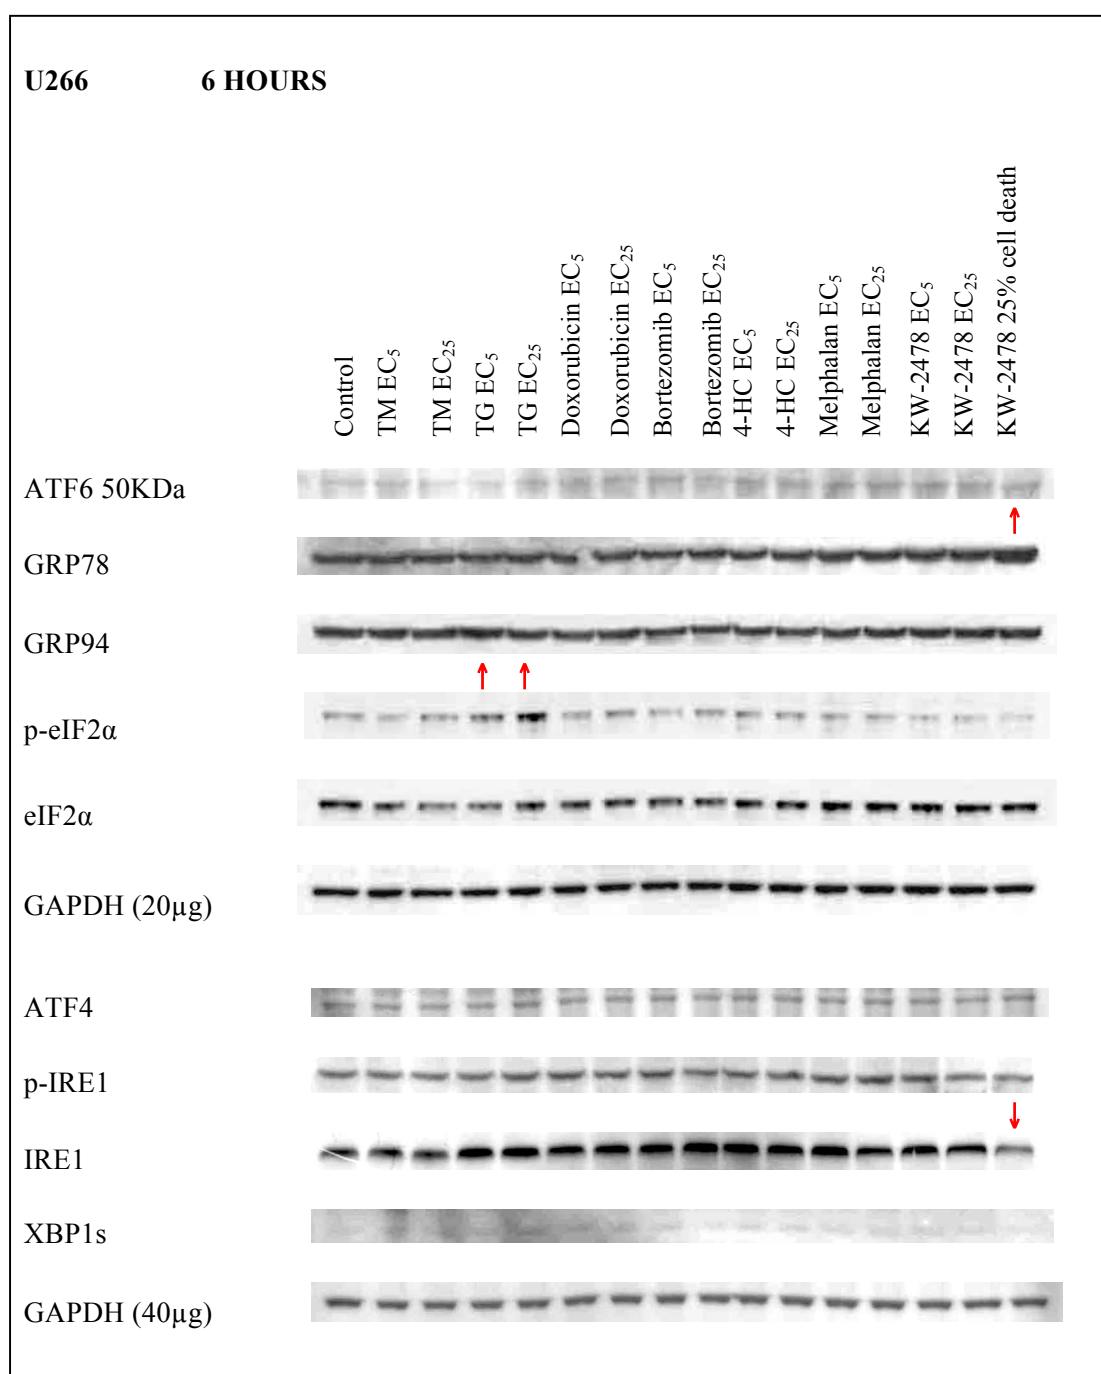 U266 6 HOURS
Control
TM EC5
TM EC25
TG EC5
TG EC25
Doxorubicin EC5
Doxorubicin EC25
Bortezomib EC5
Bortezomib EC25
4-HC EC5
4-HC EC25
Melphalan EC5
Melphalan EC25
KW-2478 EC5
KW-2478 EC25
KW-2478 25% cell death
ATF6 50KDa
GRP78
GRP94
p-eIF2α
eIF2α
GAPDH (20µg)
ATF4
p-IRE1
IRE1
XBP1s
GAPDH (40µg)